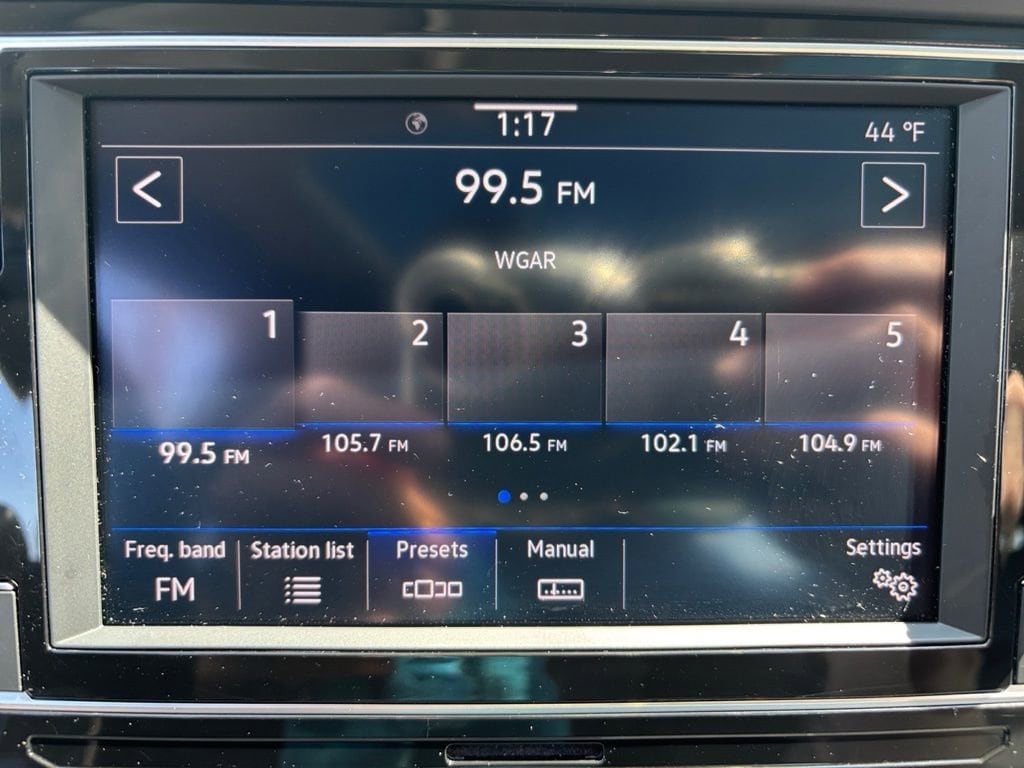 1:17
44 °F
<
99.5 FM
>
WGAR
1
2
3
4
5
99.5 FM
105.7 FM
106.5 FM
102.1 FM
104.9 FM
Freq. band
Station list
Presets
Manual
Settings
FM